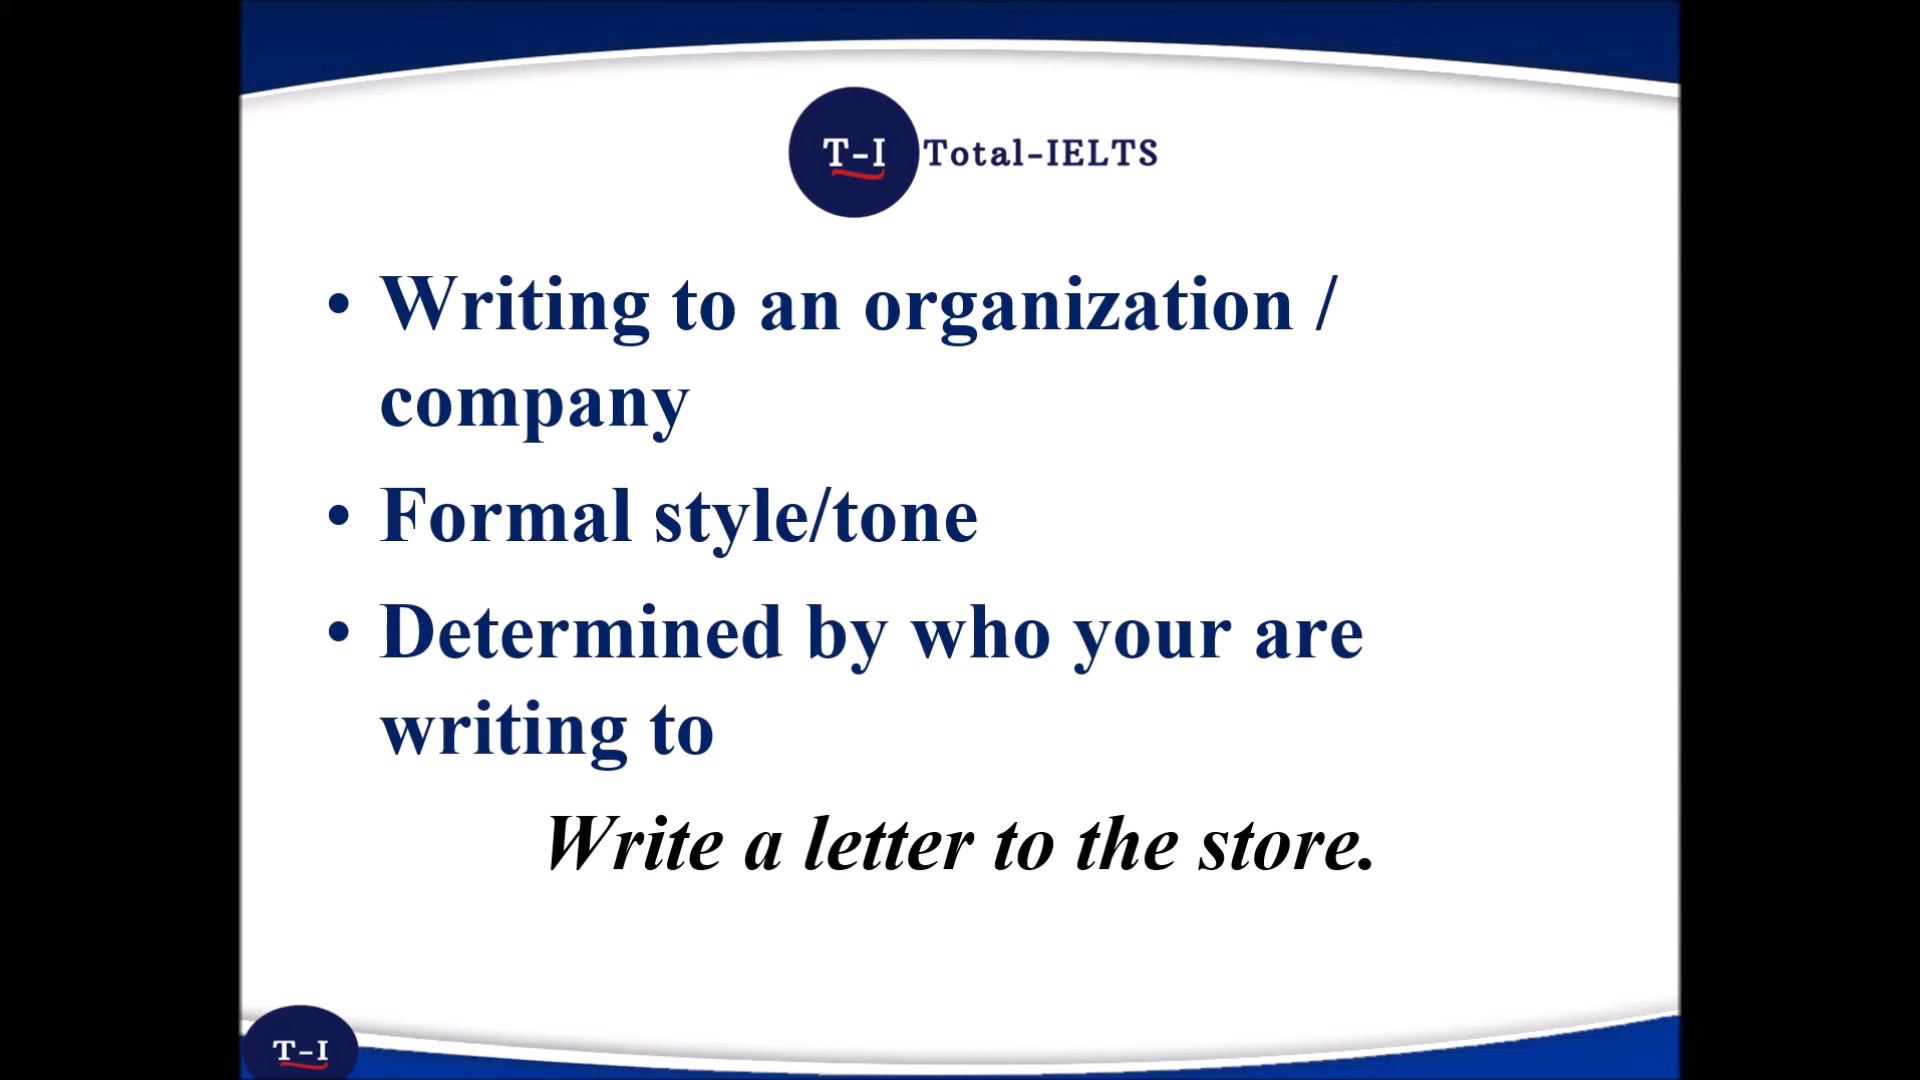 T-I Total-IELTS
• Writing to an organization /
company
• Formal style/tone
• Determined by who your are
writing to
Write a letter to the store.
T-I